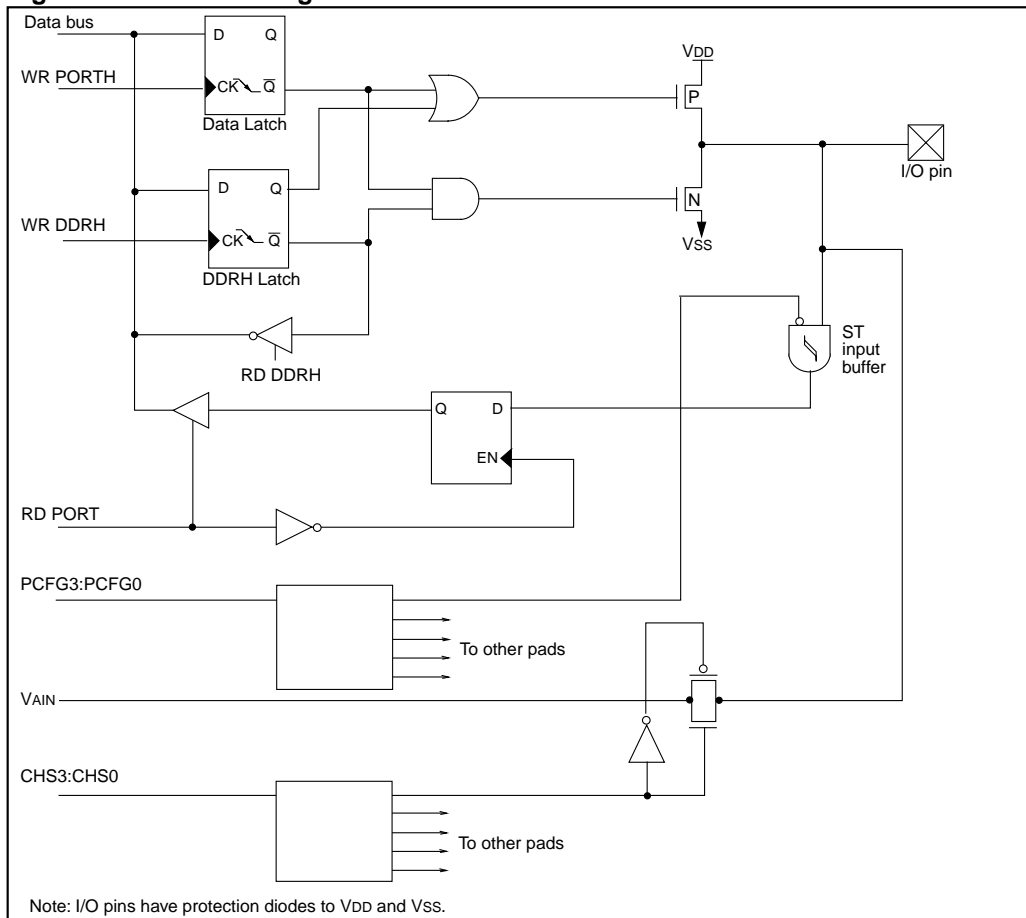 Data bus
D Q
VDD
WR PORTH
CK Q
P
Data Latch
I/O pin
D Q
N
WR DDRH
CK Q
VSS
DDRH Latch
ST
input
buffer
RD DDRH
Q D
EN
RD PORT
PCFG3:PCFG0
To other pads
VAIN
CHS3:CHS0
To other pads
Note: I/O pins have protection diodes to VDD and VSS.